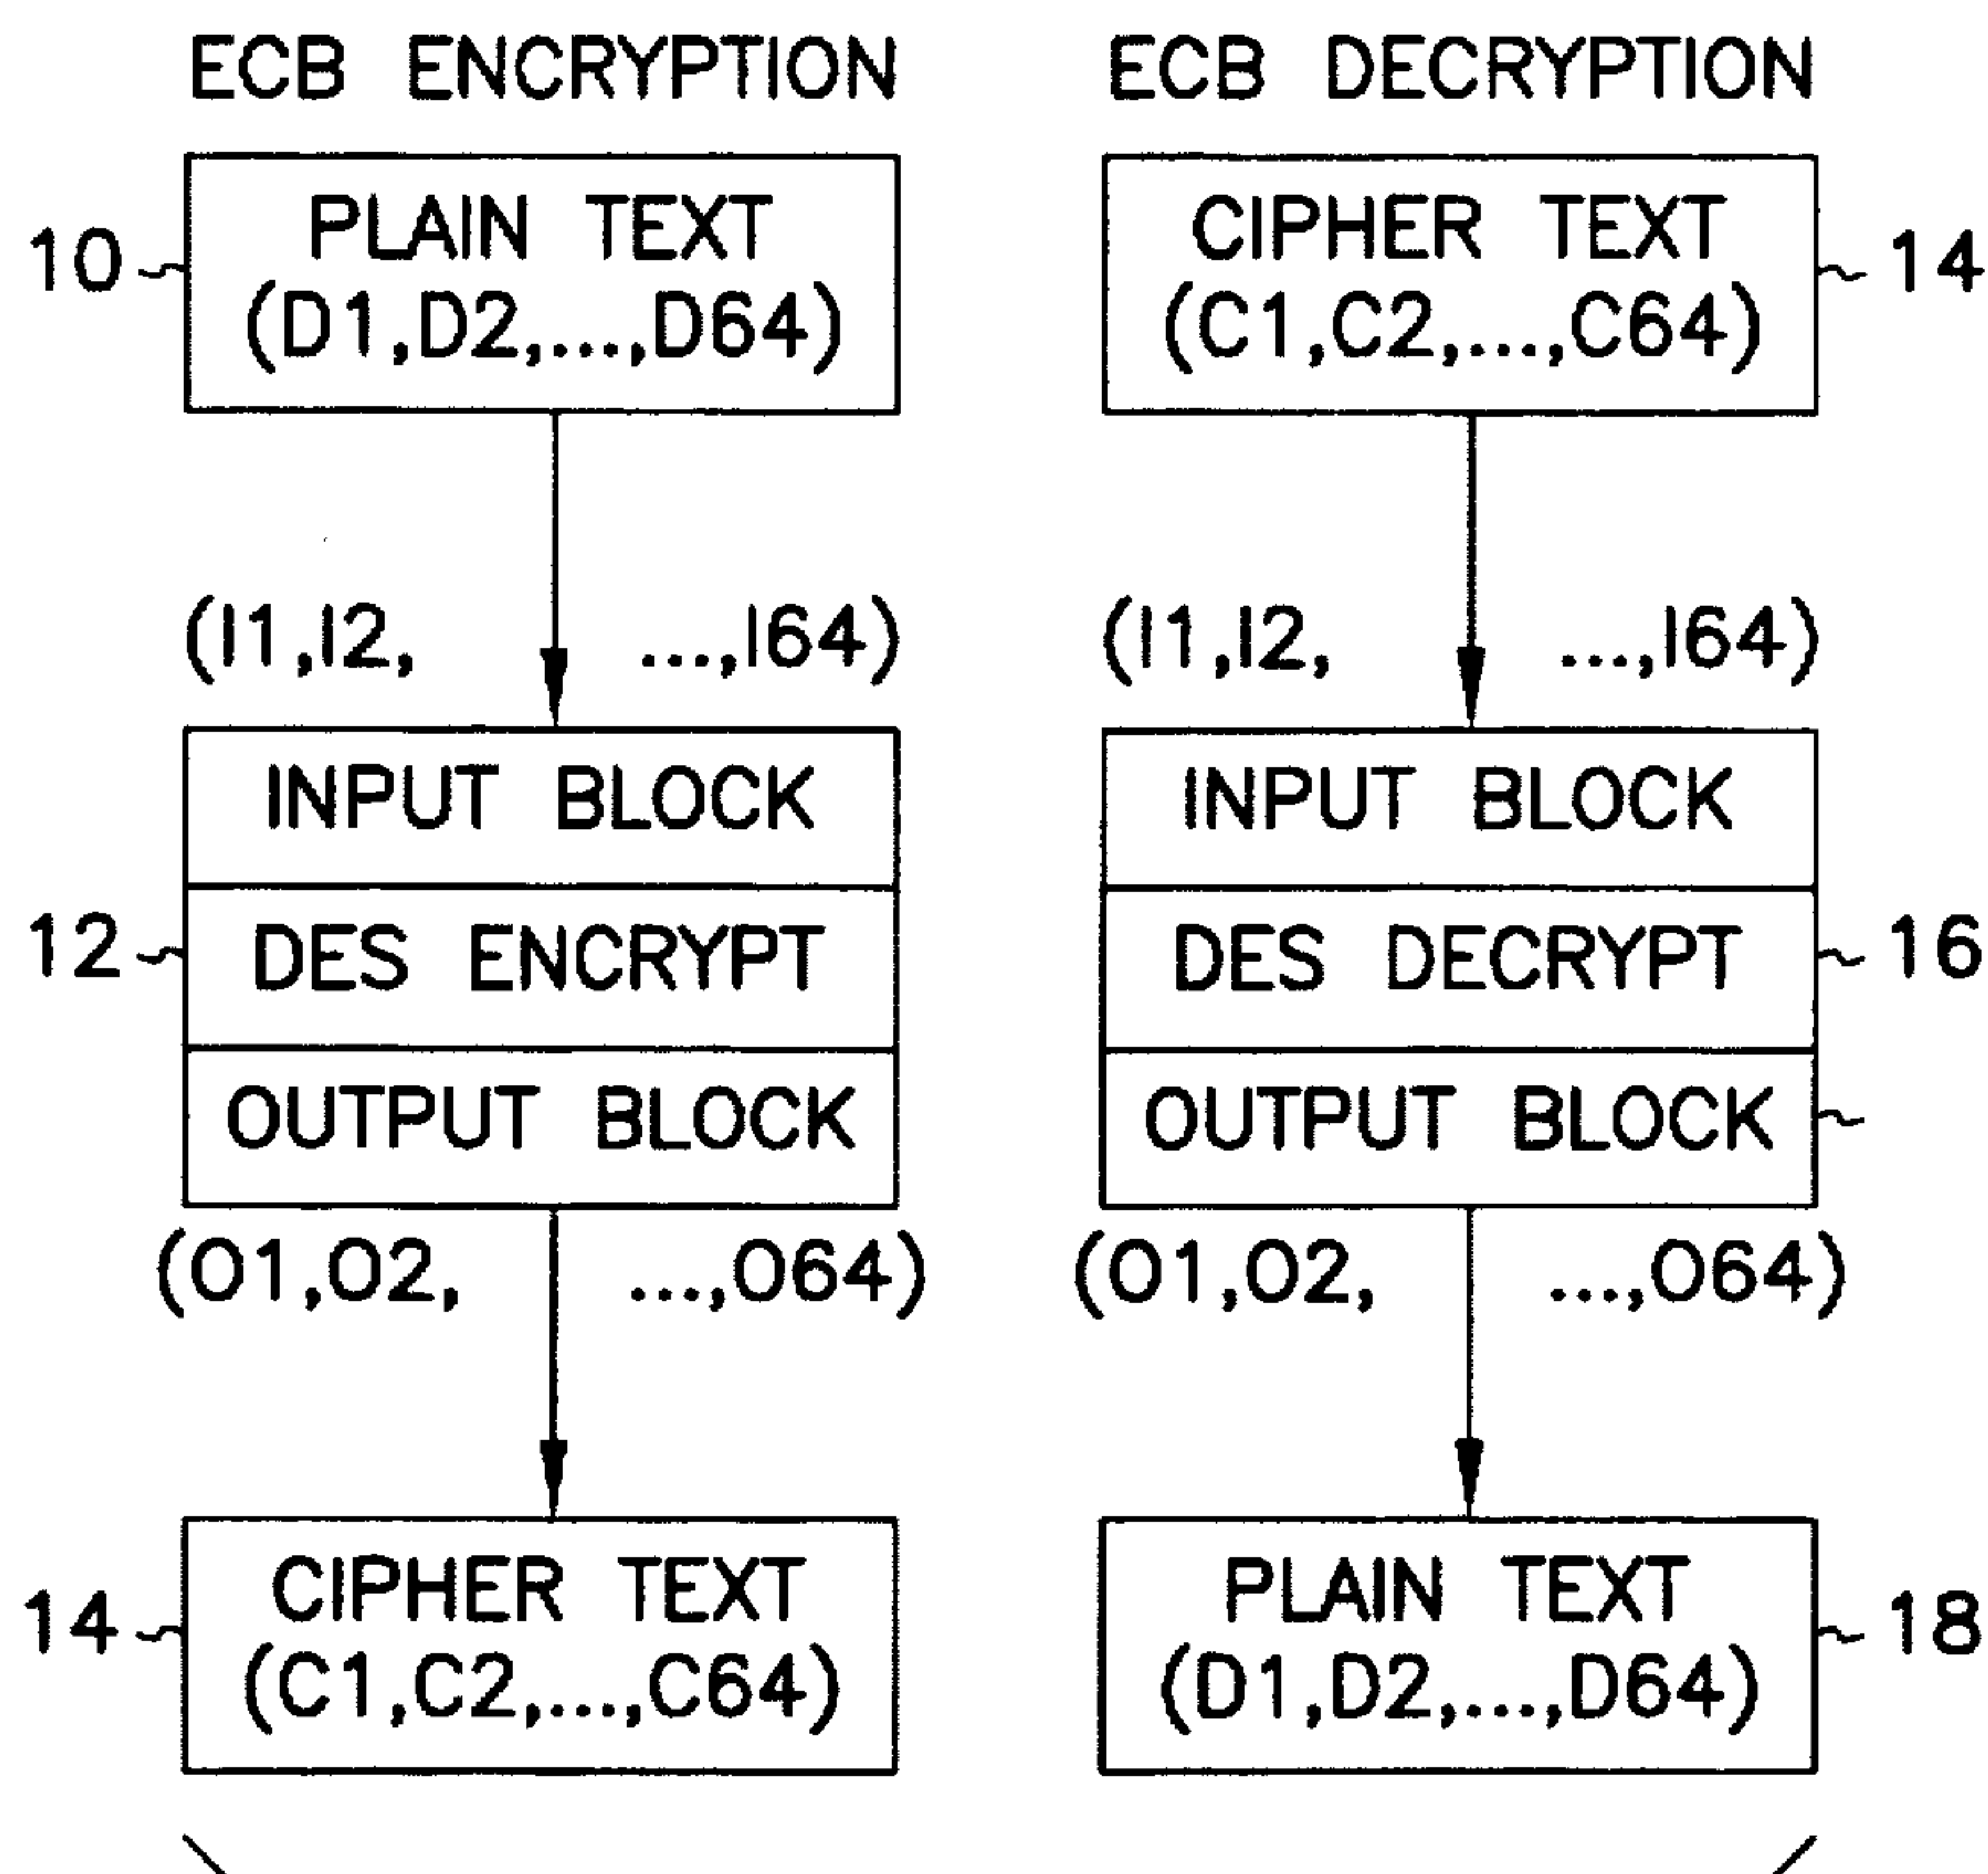 ECB ENCRYPTION
10
PLAIN TEXT
(D1,D2,...,D64)
(I1,I2, ...,I64)
INPUT BLOCK
12
DES ENCRYPT
OUTPUT BLOCK
(O1,O2, ...,O64)
14
CIPHER TEXT
(C1,C2,...,C64)
ECB DECRYPTION
CIPHER TEXT
14
(C1,C2,...,C64)
(I1,I2, ...,I64)
INPUT BLOCK
DES DECRYPT
16
OUTPUT BLOCK
(O1,O2, ...,O64)
PLAIN TEXT
18
(D1,D2,...,D64)